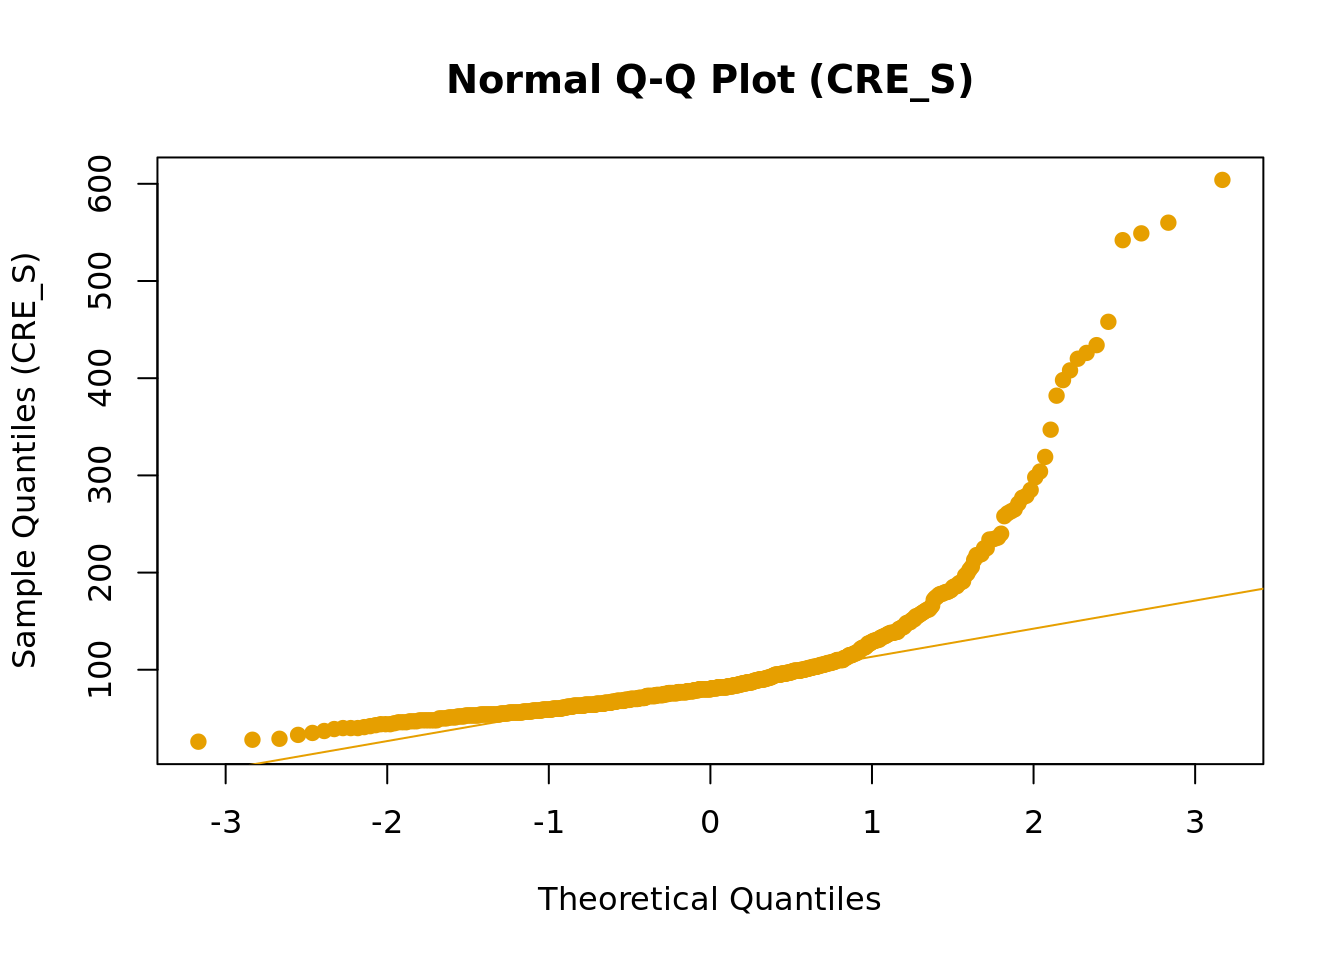 Normal Q-Q Plot (CRE_S)
Sample Quantiles (CRE_S)
600
500
400
300
200
100
-3 -2 -1 0 1 2 3
Theoretical Quantiles